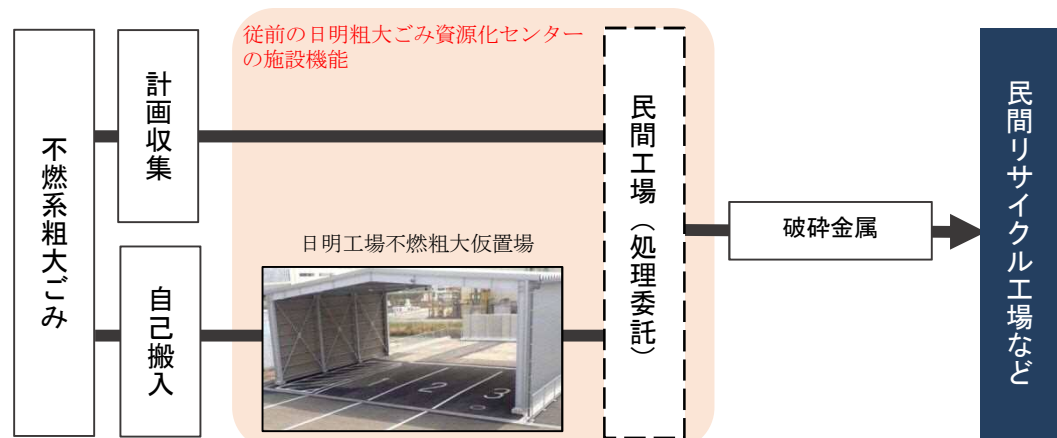 従前の日明粗大ごみ資源化センター
の施設機能
不燃系粗大ごみ
計画収集
自己搬入
日明工場不燃粗大仮置場
1
2
3
民間工場（処理委託）
破砕金属
民間リサイクル工場など